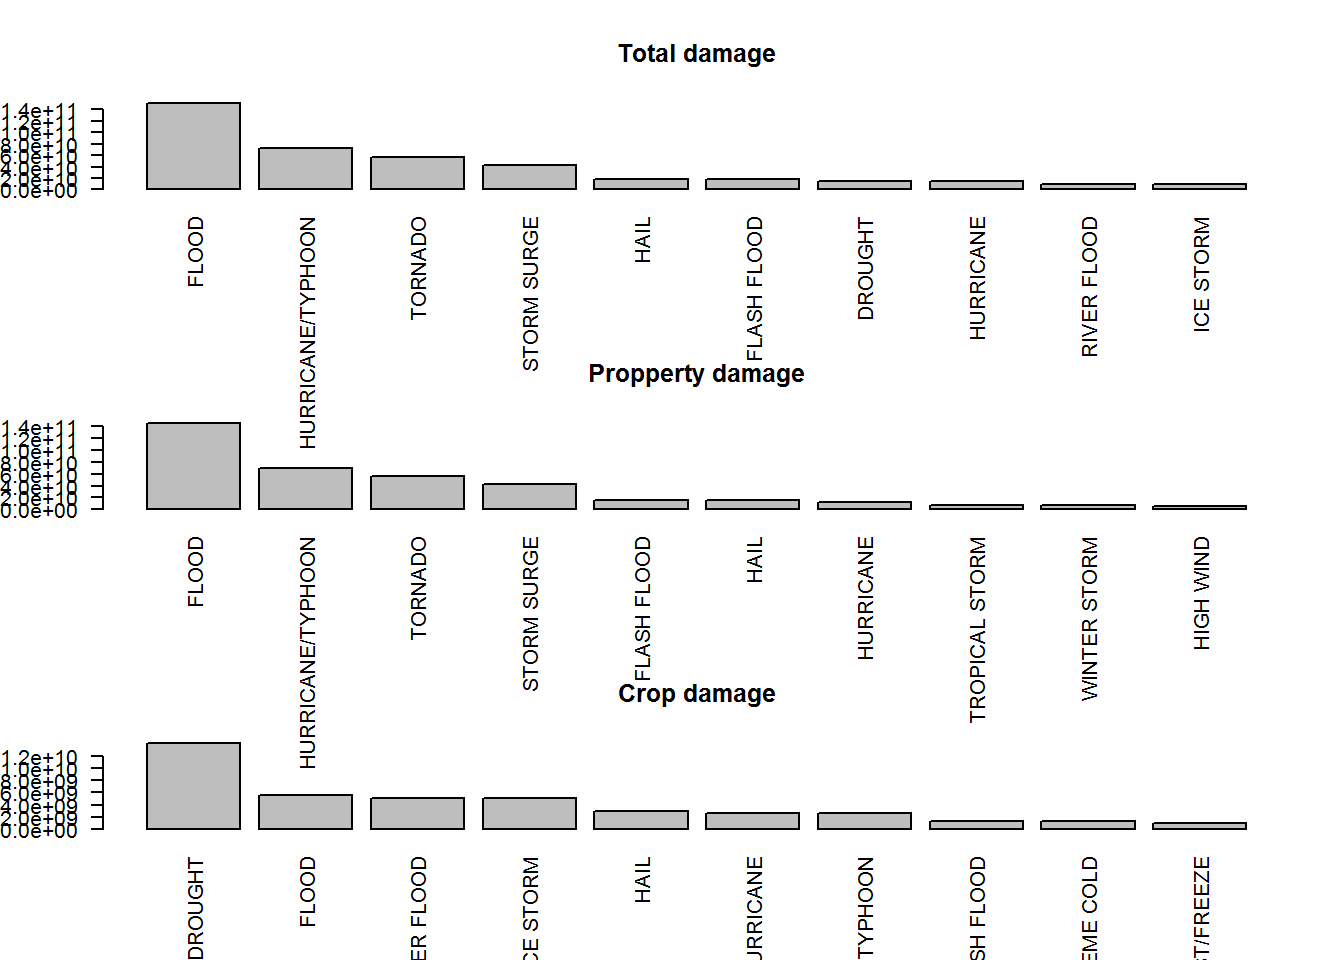 Total damage
1.4e+11
1.2e+11
1.0e+11
8.0e+10
6.0e+10
4.0e+10
2.0e+10
0.0e+00
FLOOD
HURRICANE/TYPHOON
TORNADO
STORM SURGE
HAIL
FLASH FLOOD
DROUGHT
HURRICANE
RIVER FLOOD
ICE STORM
Propperty damage
1.4e+11
1.2e+11
1.0e+11
8.0e+10
6.0e+10
4.0e+10
2.0e+10
0.0e+00
FLOOD
HURRICANE/TYPHOON
TORNADO
STORM SURGE
FLASH FLOOD
HAIL
HURRICANE
TROPICAL STORM
WINTER STORM
HIGH WIND
Crop damage
1.2e+10
1.0e+10
8.0e+09
6.0e+09
4.0e+09
2.0e+09
0.0e+00
DROUGHT
FLOOD
ER FLOOD
CE STORM
HAIL
URRICANE
TYPHOON
SH FLOOD
EME COLD
ST/FREEZE